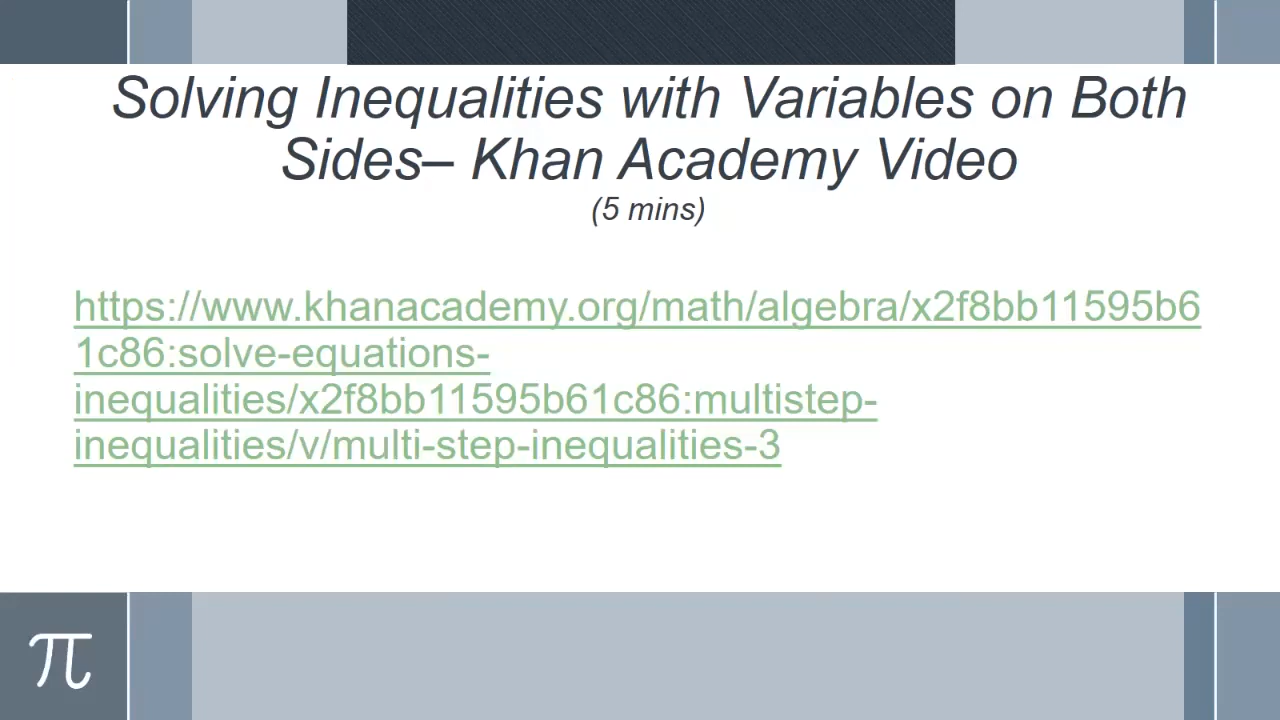 Solving Inequalities with Variables on Both
Sides– Khan Academy Video
(5 mins)
https://www.khanacademy.org/math/algebra/x2f8bb11595b6
1c86:solve-equations-
inequalities/x2f8bb11595b61c86:multistep-
inequalities/v/multi-step-inequalities-3
π